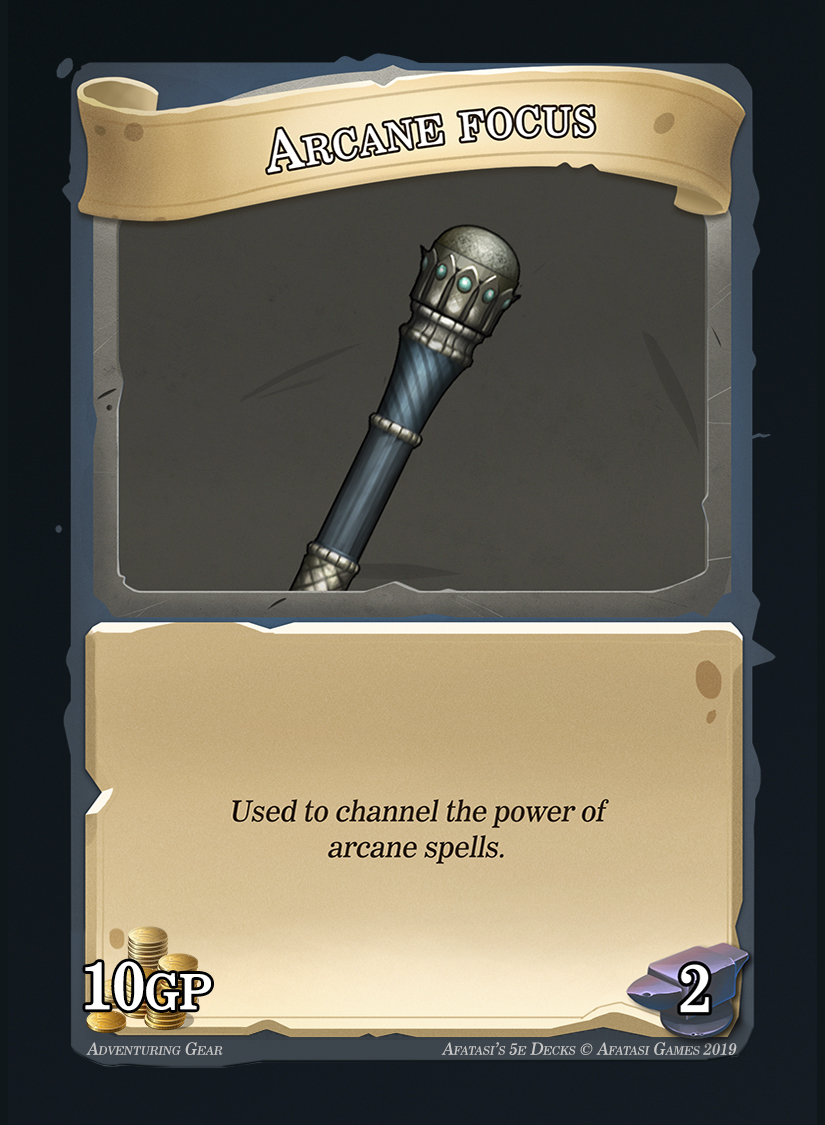 Arcane focus
Used to channel the power of
arcane spells.
10GP
2
Adventuring Gear
Afatasi's 5e Decks © Afatasi Games 2019